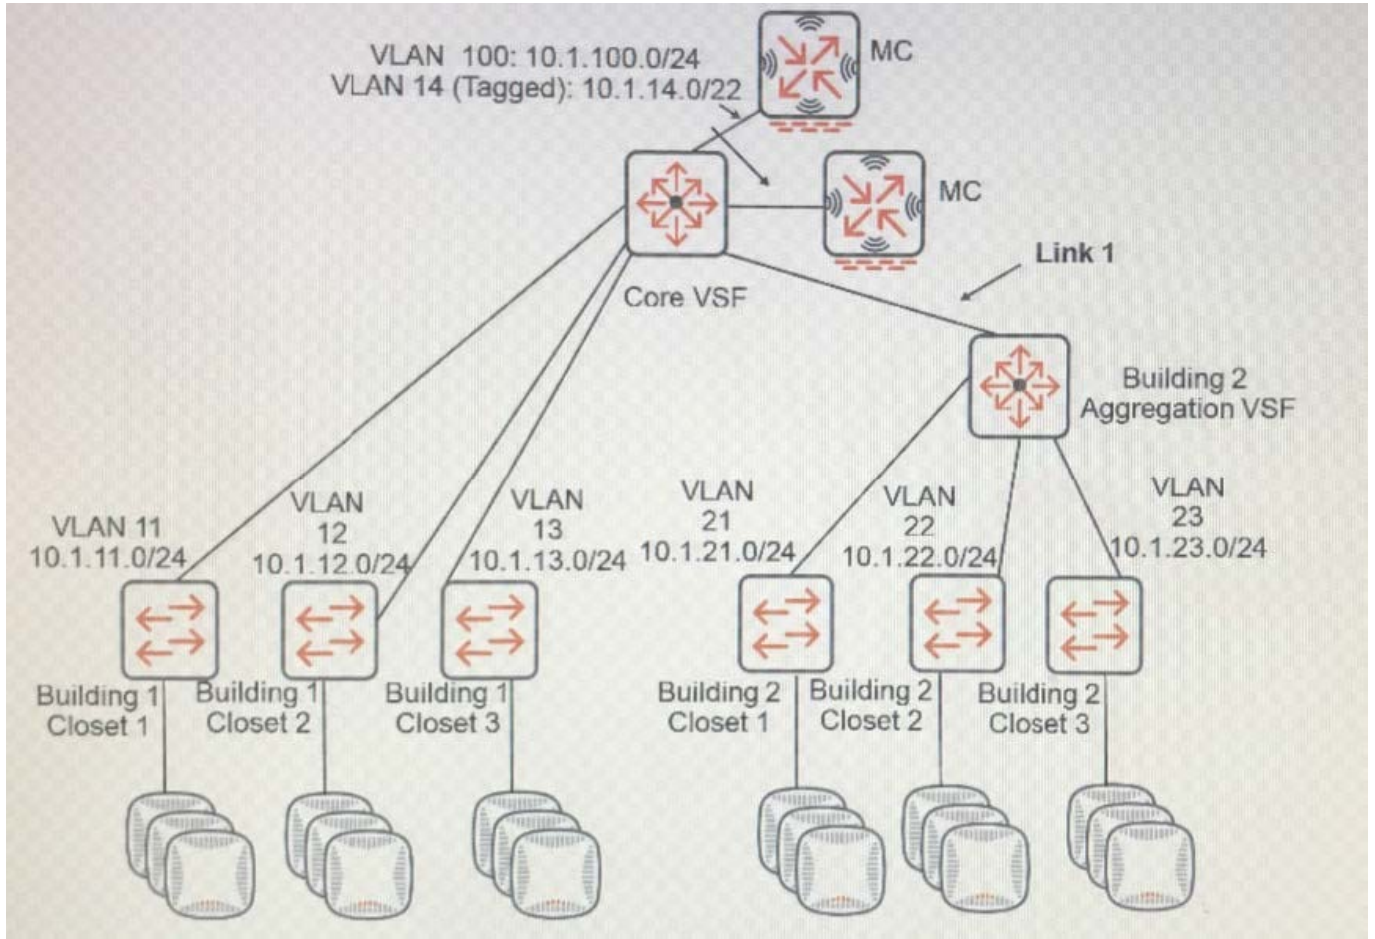 VLAN 100: 10.1.100.0/24
VLAN 14 (Tagged): 10.1.14.0/22
MC
MC
Link 1
Core VSF
Building 2
Aggregation VSF
VLAN 11
10.1.11.0/24
VLAN
12
10.1.12.0/24
VLAN
13
10.1.13.0/24
VLAN
21
10.1.21.0/24
VLAN
22
10.1.22.0/24
VLAN
23
10.1.23.0/24
Building 1
Closet 1
Building 1
Closet 2
Building 1
Closet 3
Building 2
Closet 1
Building 2
Closet 2
Building 2
Closet 3